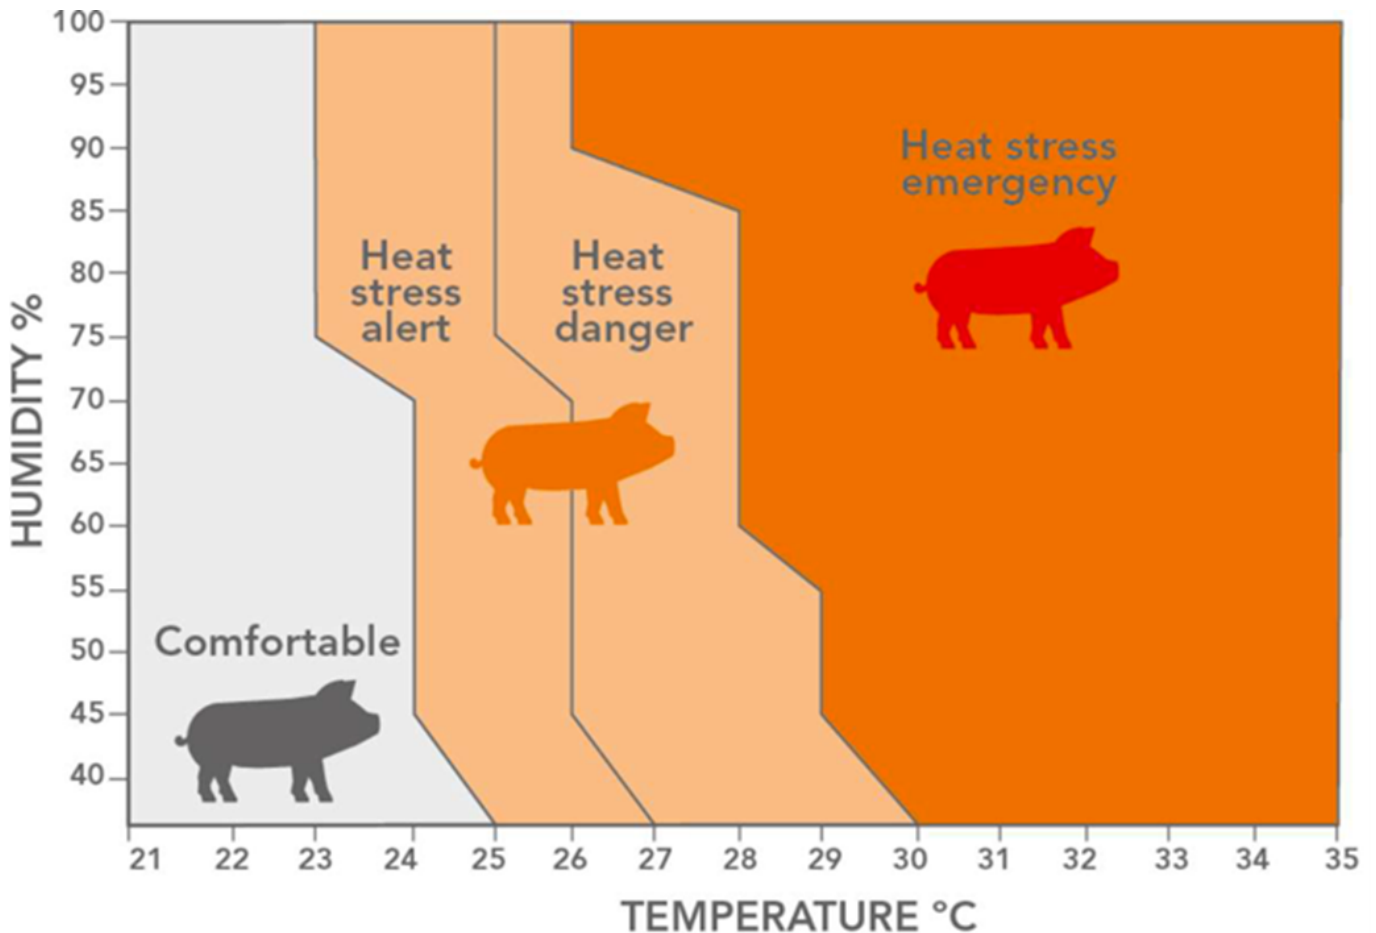 100
95
90
85
80
75
70
65
60
55
50
45
40
HUMIDITY %
Heat stress
emergency
Heat
stress
alert
Heat
stress
danger
Comfortable
21 22 23 24 25 26 27 28 29 30 31 32 33 34 35
TEMPERATURE °C